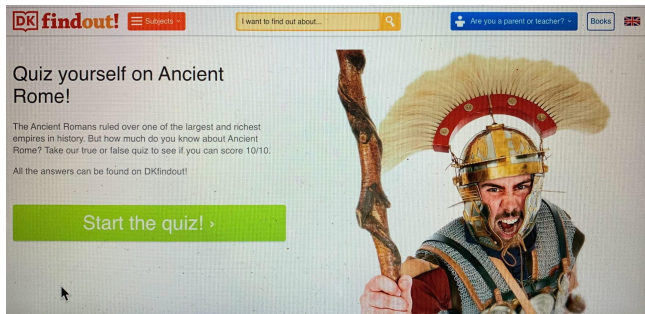 DK findout!
Subjects
I want to find out about...
Are you a parent or teacher?
Books
Quiz yourself on Ancient
Rome!
The Ancient Romans ruled over one of the largest and richest
empires in history. But how much do you know about Ancient
Rome? Take our true or false quiz to see if you can score 10/10.
All the answers can be found on DKfindout!
Start the quiz! ›